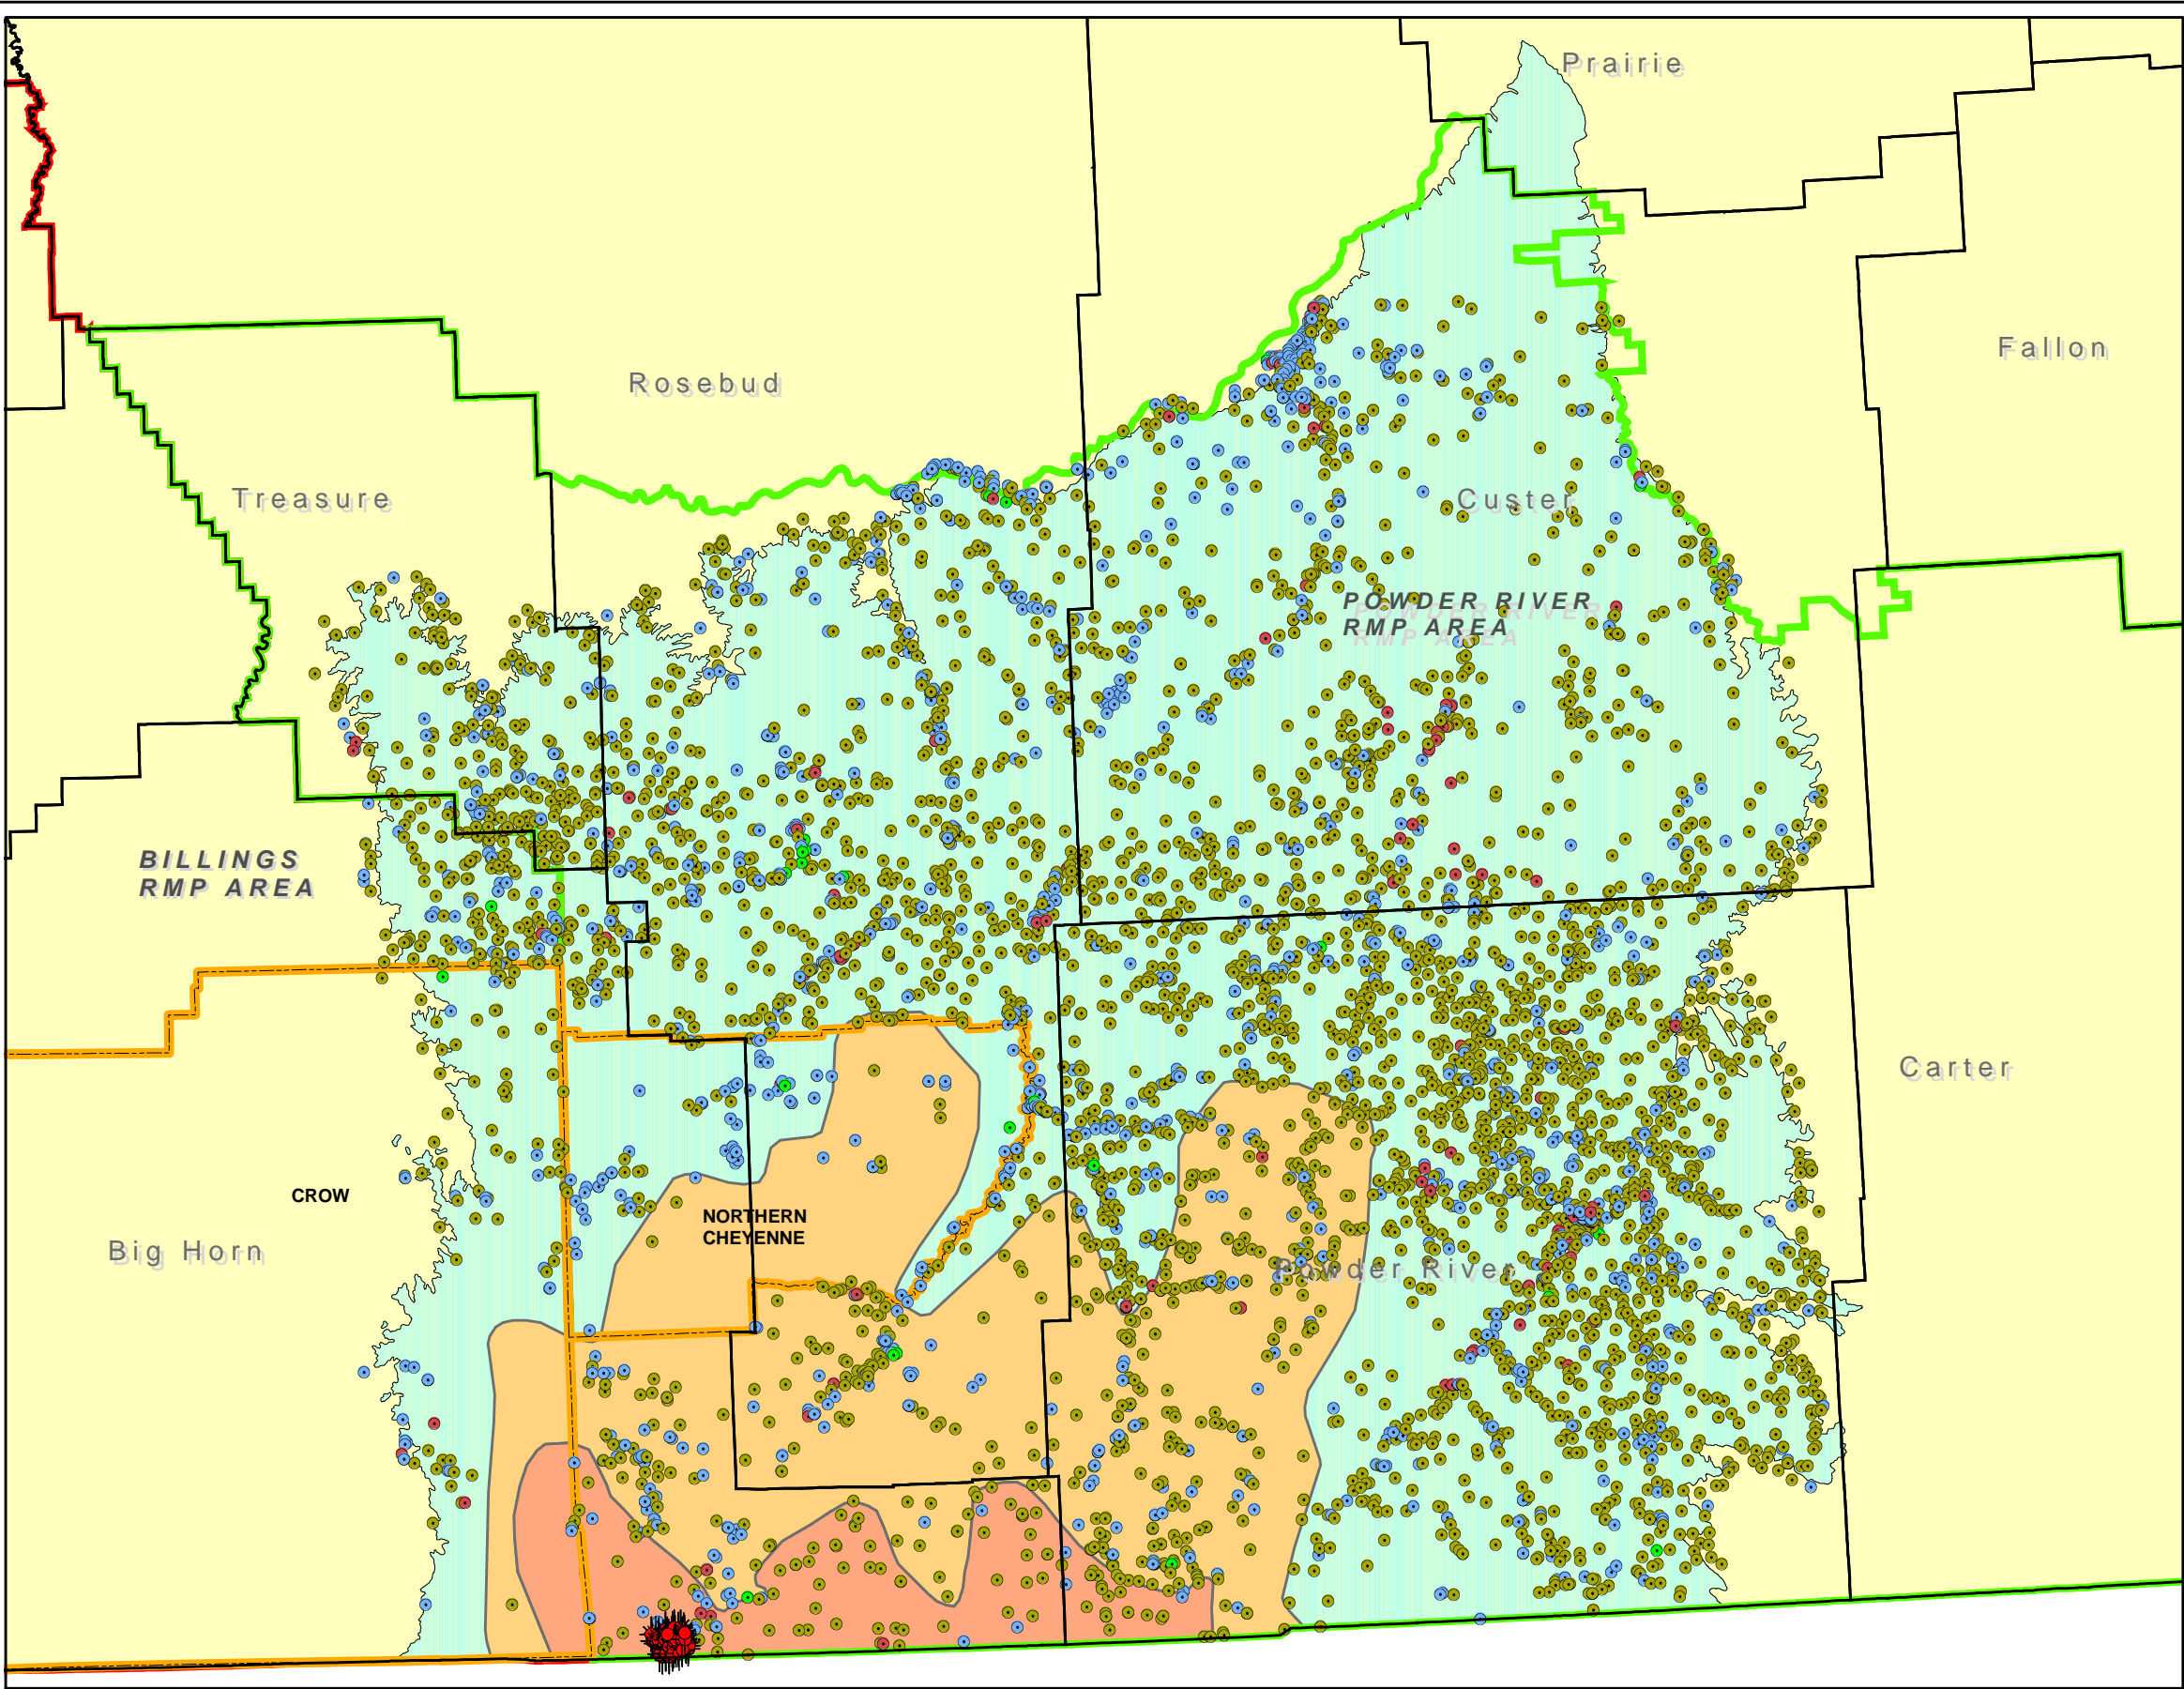 Prairie
Fallon
Rosebud
Treasure
Custer
POWDER RIVER
RMP AREA
BILLINGS
RMP AREA
Carter
CROW
NORTHERN
CHEYENNE
Big Horn
Powder River